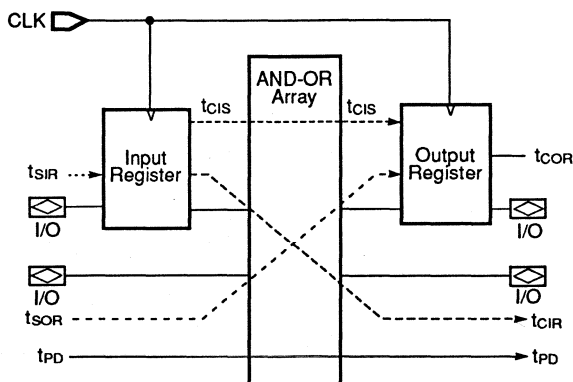 CLK
AND-OR
Array
tCIS
tCIS
Input
Register
Output
Register
tCOR
tSIR
I/O
I/O
I/O
I/O
tSOR
tCIR
tPD
tPD